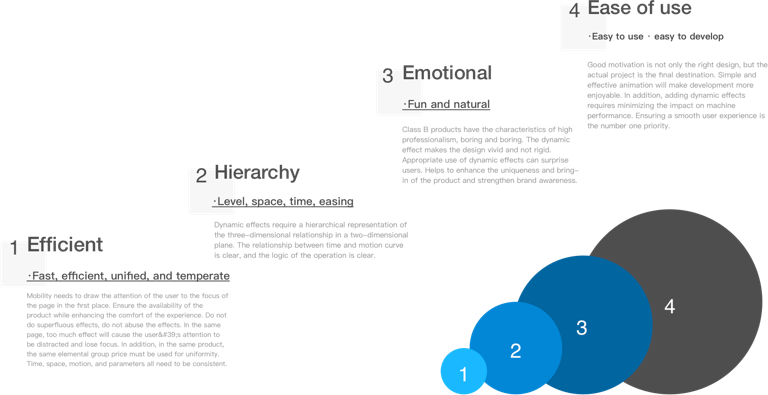 1 Efficient
·Fast, efficient, unified, and temperate
Mobility needs to draw the attention of the user to the focus of
the page in the first place. Ensure the availability of the
product while enhancing the comfort of the experience. Do not
do superfluous effects, do not abuse the effects. In the same
page, too much effect will cause the user&#39;s attention to
be distracted and lose focus. In addition, in the same product,
the same elemental group price must be used for uniformity.
Time, space, motion, and parameters all need to be consistent.
2 Hierarchy
·Level, space, time, easing
Dynamic effects require a hierarchical representation of
the three-dimensional relationship in a two-dimensional
plane. The relationship between time and motion curve
is clear, and the logic of the operation is clear.
3 Emotional
·Fun and natural
Class B products have the characteristics of high
professionalism, boring and boring. The dynamic
effect makes the design vivid and not rigid.
Appropriate use of dynamic effects can surprise
users. Helps to enhance the uniqueness and bring-
in of the product and strengthen brand awareness.
4 Ease of use
·Easy to use · easy to develop
Good motivation is not only the right design, but the
actual project is the final destination. Simple and
effective animation will make development more
enjoyable. In addition, adding dynamic effects
requires minimizing the impact on machine
performance. Ensuring a smooth user experience is
the number one priority.
1
2
3
4